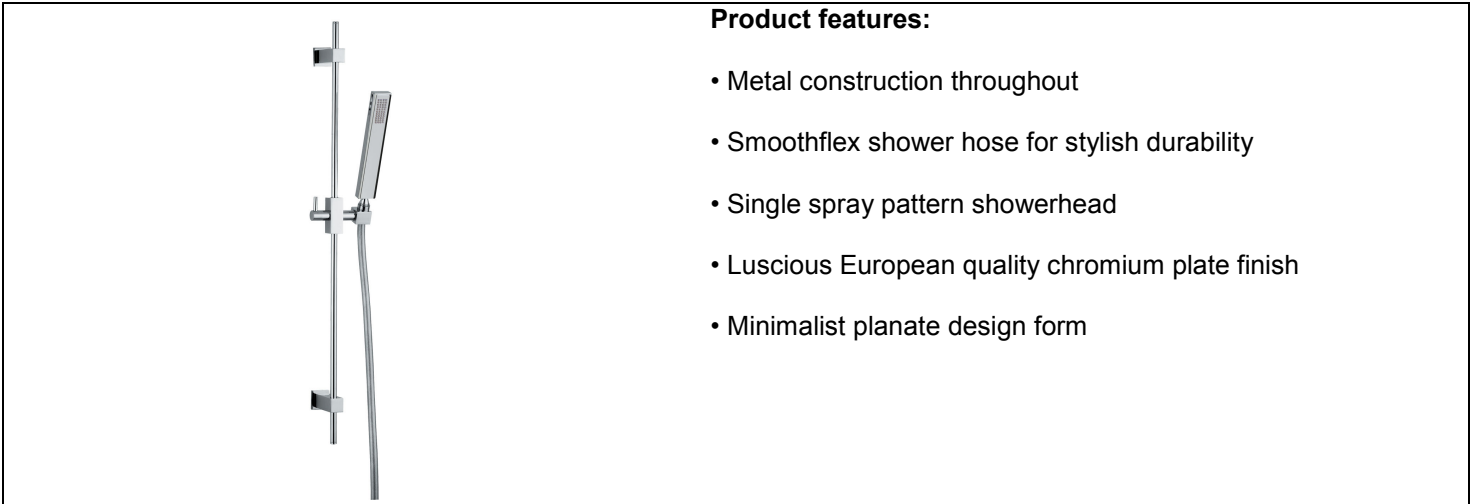 Product features:
• Metal construction throughout
• Smoothflex shower hose for stylish durability
• Single spray pattern showerhead
• Luscious European quality chromium plate finish
• Minimalist planate design form